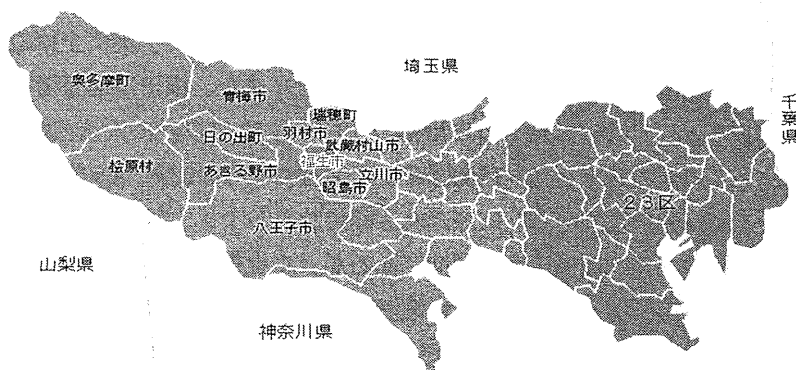 埼玉県
千葉県
奥多摩町
青梅市
瑞穂町
羽村市
日の出町
武蔵村山市
福生市
桧原村
あきる野市
立川市
昭島市
23区
八王子市
山梨県
神奈川県